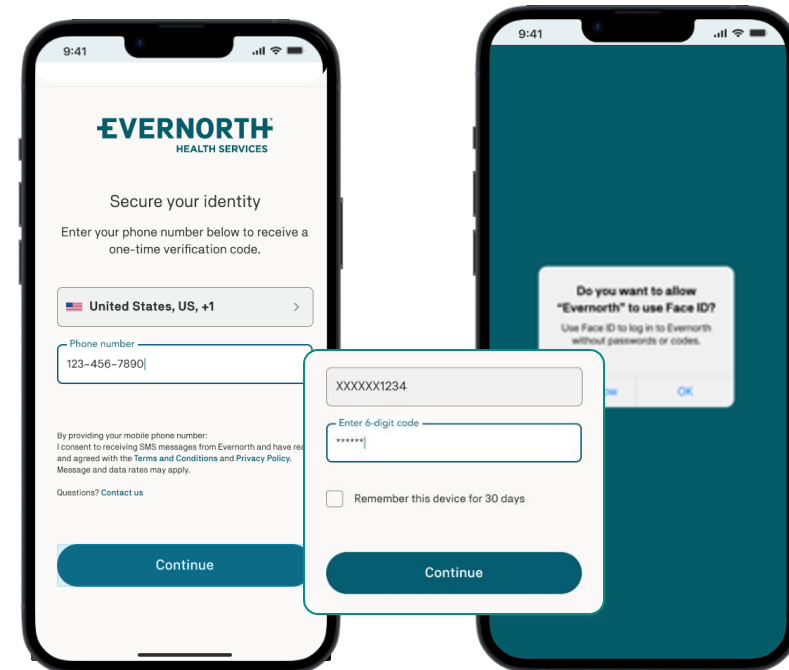 9:41
EVERNORTH
HEALTH SERVICES
Secure your identity
Enter your phone number below to receive a
one-time verification code.
United States, US, +1
Phone number
123-456-7890
By providing your mobile phone number:
I consent to receiving SMS messages from Evernorth and have
and agreed with the Terms and Conditions and Privacy Policy.
Message and data rates may apply.
Questions? Contact us
Continue
XXXXXX1234
Enter 6-digit code
******
Remember this device for 30 days
Continue
9:41
Do you want to allow
“Evernorth” to use Face ID?
Use Face ID to log in to Evernorth
without passwords or codes.
OK